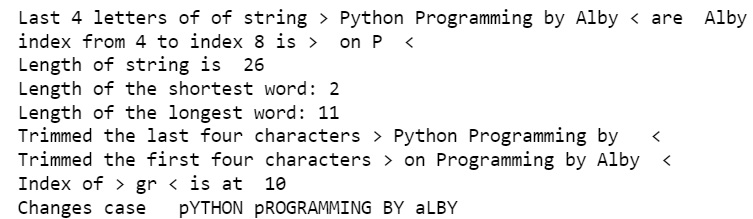 Last 4 letters of of string > Python Programming by Alby < are  Alby
index from 4 to index 8 is >  on P  <
Length of string is  26
Length of the shortest word: 2
Length of the longest word: 11
Trimmed the last four characters > Python Programming by   <
Trimmed the first four characters > on Programming by Alby  <
Index of > gr < is at  10
Changes case   pYTHON pROGRAMMING BY aLBY